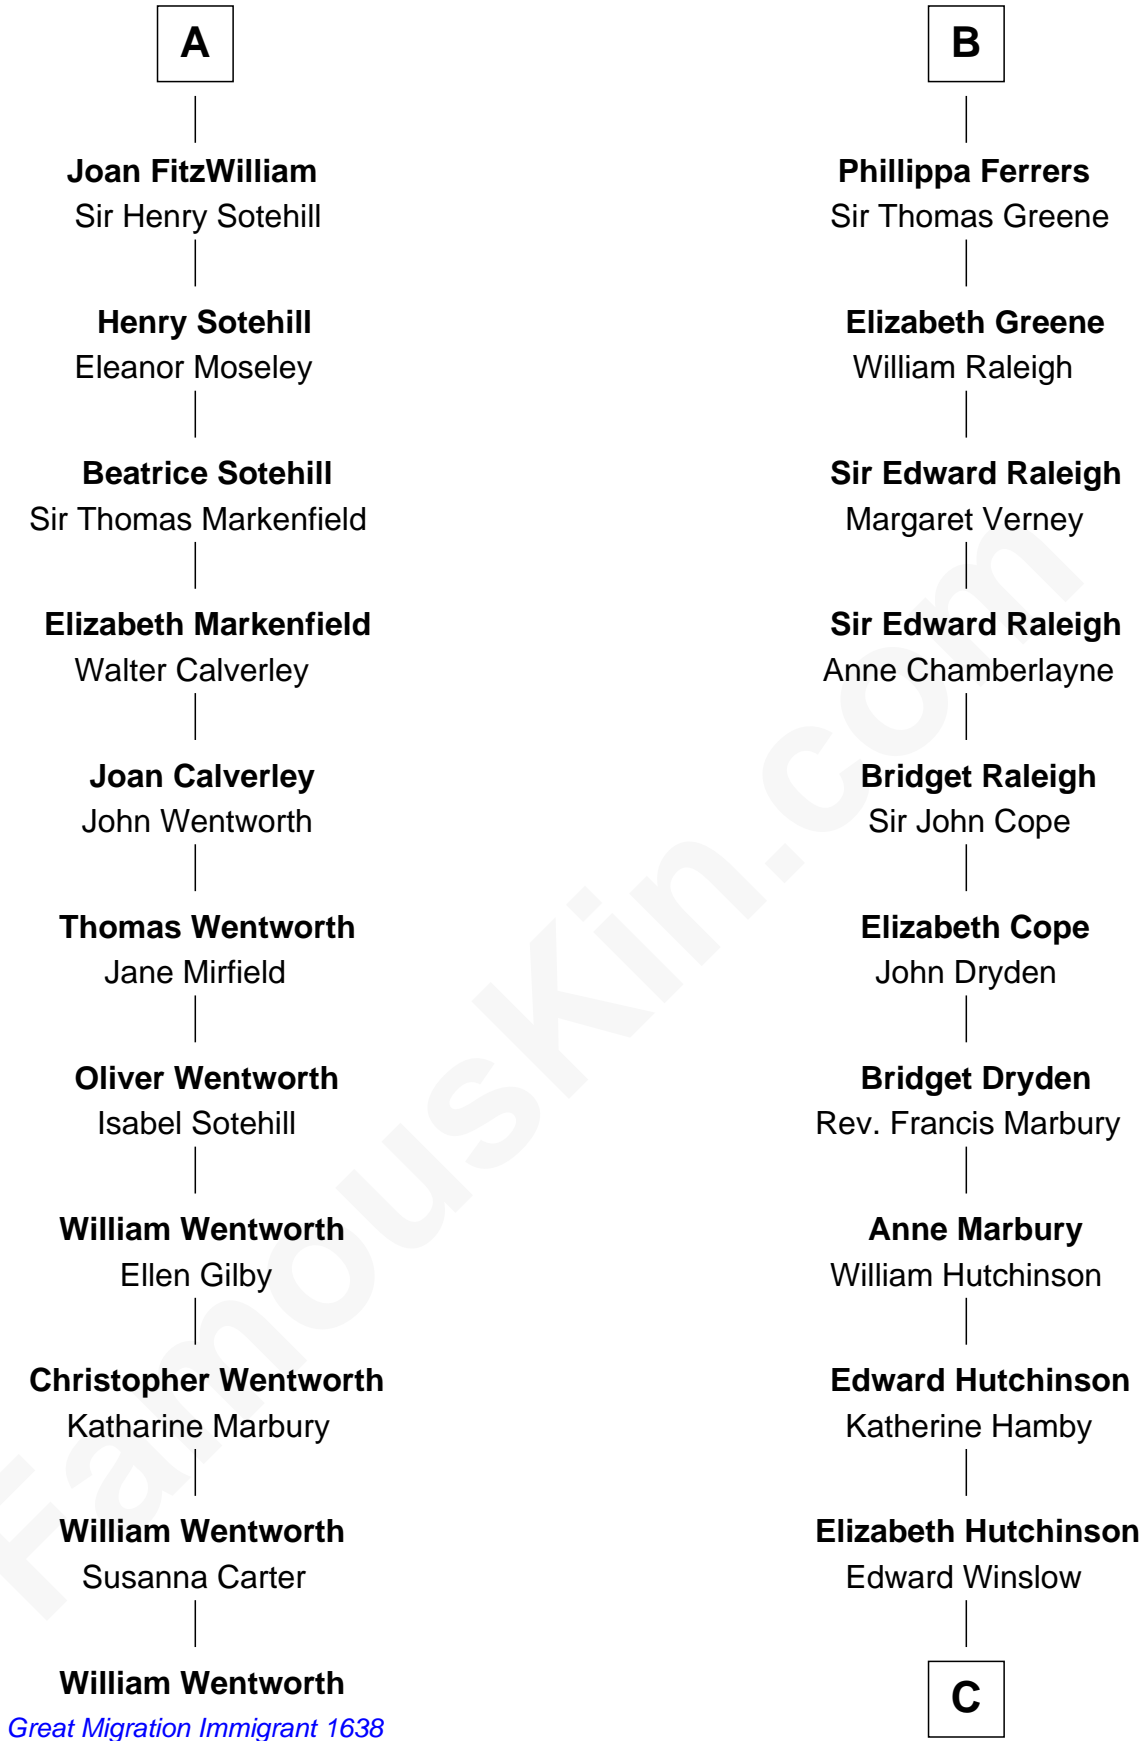 A
Joan FitzWilliam
Sir Henry Sotehill
Henry Sotehill
Eleanor Moseley
Beatrice Sotehill
Sir Thomas Markenfield
Elizabeth Markenfield
Walter Calverley
Joan Calverley
John Wentworth
Thomas Wentworth
Jane Mirfield
Oliver Wentworth
Isabel Sotehill
William Wentworth
Ellen Gilby
Christopher Wentworth
Katharine Marbury
William Wentworth
Susanna Carter
William Wentworth
Great Migration Immigrant 1638
B
Phillippa Ferrers
Sir Thomas Greene
Elizabeth Greene
William Raleigh
Sir Edward Raleigh
Margaret Verney
Sir Edward Raleigh
Anne Chamberlayne
Bridget Raleigh
Sir John Cope
Elizabeth Cope
John Dryden
Bridget Dryden
Rev. Francis Marbury
Anne Marbury
William Hutchinson
Edward Hutchinson
Katherine Hamby
Elizabeth Hutchinson
Edward Winslow
C
FamousKin.com